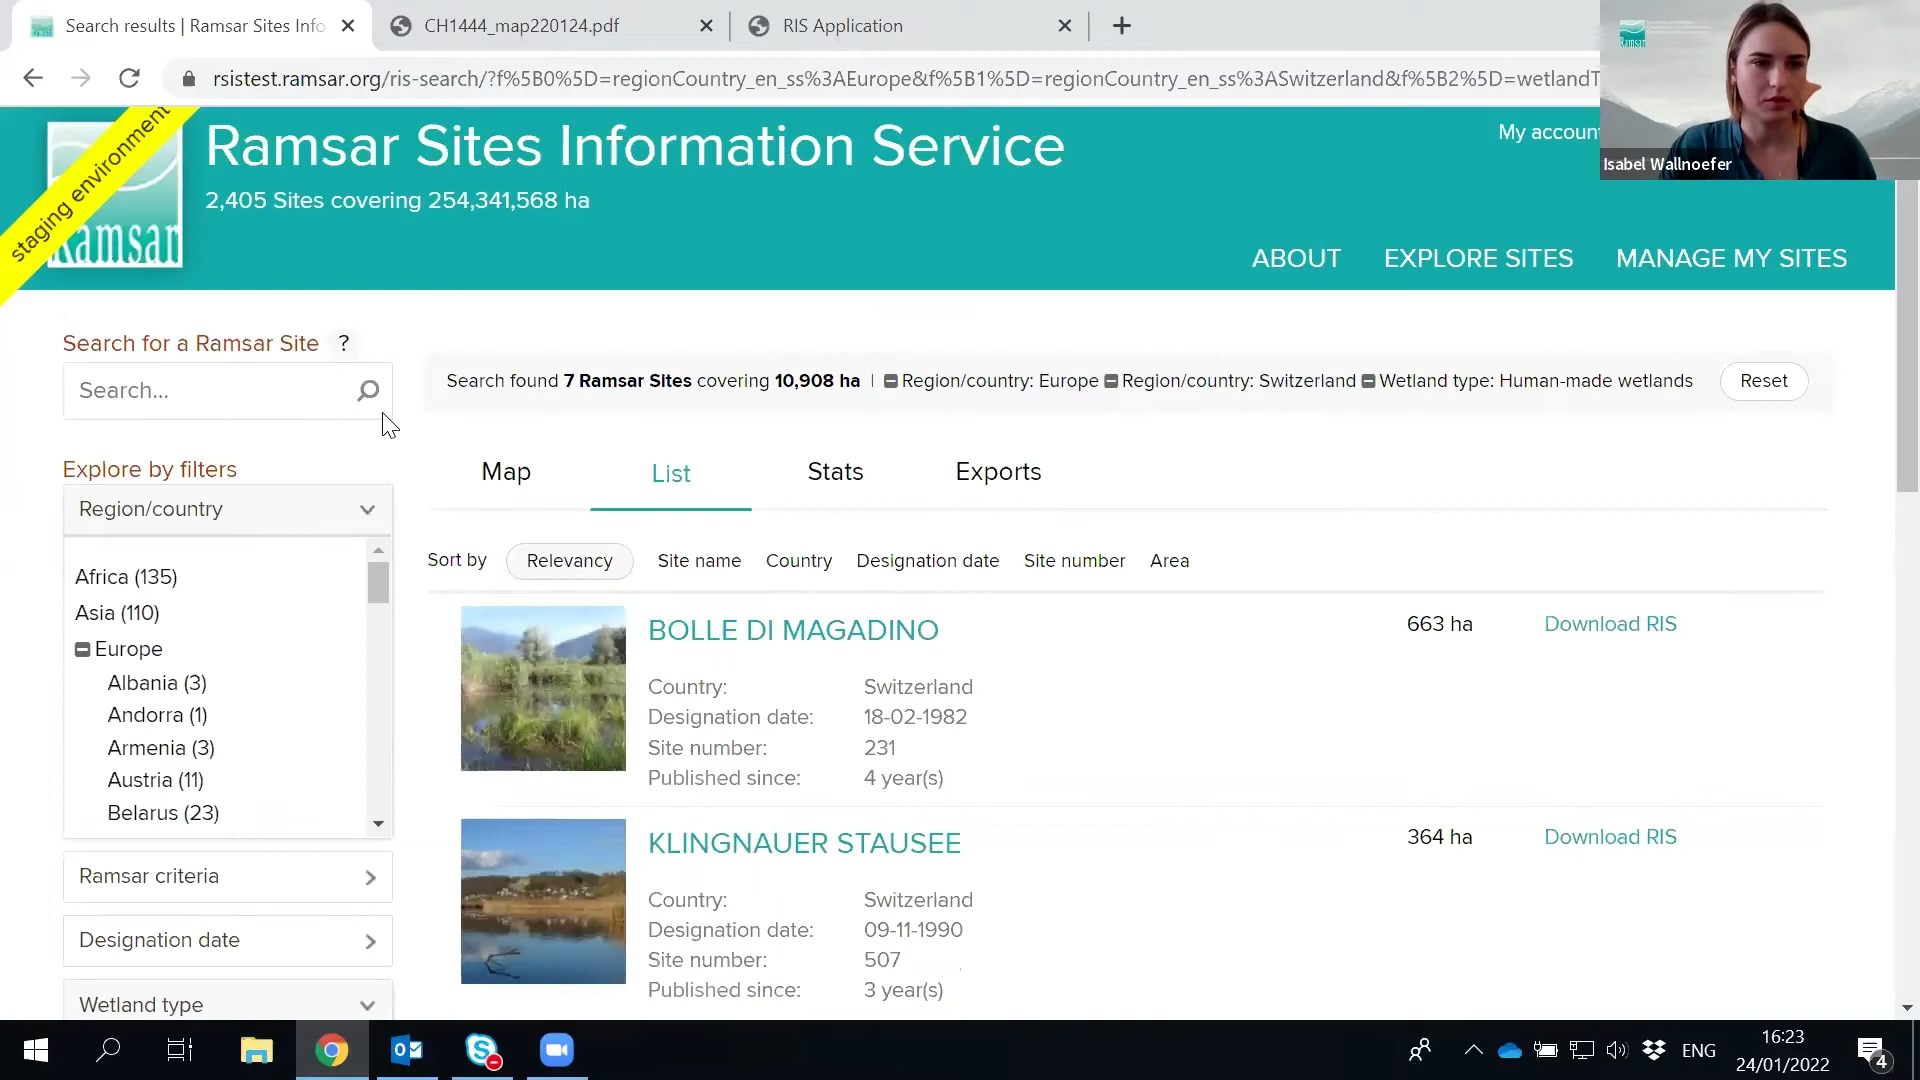 Search results | Ramsar Sites Info
CH1444_map220124.pdf
RIS Application
rsistest.ramsar.org/ris-search/?f%5B0%5D=regionCountry_en_ss%3AEurope&f%5B1%5D=regionCountry_en_ss%3ASwitzerland&f%5B2%5D=wetlandT
Ramsar
Isabel Wallnoefer
staging environment
Ramsar
Ramsar Sites Information Service
2,405 Sites covering 254,341,568 ha
My account
ABOUT EXPLORE SITES MANAGE MY SITES
Search for a Ramsar Site ?
Search...
Search found 7 Ramsar Sites covering 10,908 ha | Region/country: Europe Region/country: Switzerland Wetland type: Human-made wetlands Reset
Explore by filters
Region/country
Africa (135)
Asia (110)
Europe
Albania (3)
Andorra (1)
Armenia (3)
Austria (11)
Belarus (23)
Ramsar criteria
Designation date
Wetland type
Map List Stats Exports
Sort by Relevancy Site name Country Designation date Site number Area
BOLLE DI MAGADINO 663 ha Download RIS
Country: Switzerland
Designation date: 18-02-1982
Site number: 231
Published since: 4 year(s)
KLINGNAUER STAUSEE 364 ha Download RIS
Country: Switzerland
Designation date: 09-11-1990
Site number: 507
Published since: 3 year(s)
ENG
16:23
24/01/2022
4